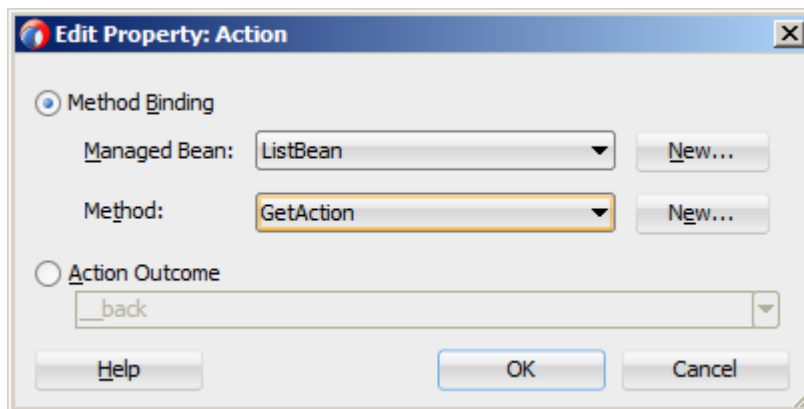 Edit Property: Action
Method Binding
Managed Bean: ListBean New...
Method: GetAction New...
Action Outcome
__back
Help OK Cancel